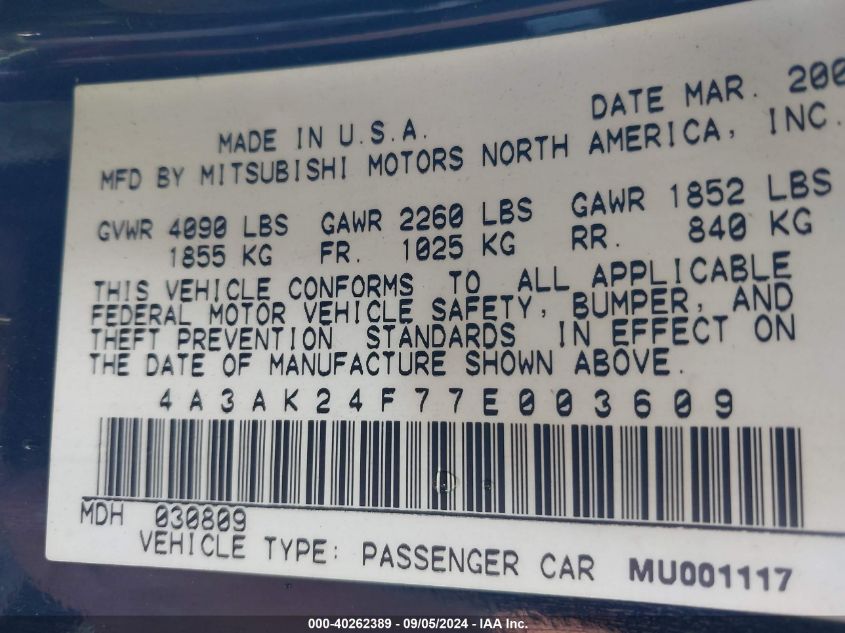 DATE MAR. 200
MADE IN U.S.A.
MFD BY MITSUBISHI MOTORS NORTH AMERICA, INC.
GVWR 4090 LBS GAWR 2260 LBS GAWR 1852 LBS
1855 KG FR. 1025 KG RR. 840 KG
THIS VEHICLE CONFORMS TO ALL APPLICABLE
FEDERAL MOTOR VEHICLE SAFETY, BUMPER, AND
THEFT PREVENTION STANDARDS IN EFFECT ON
THE DATE OF MANUFACTURE SHOWN ABOVE.
4A3AK24F77E003609
MDH 030809
VEHICLE TYPE: PASSENGER CAR MU001117
000-40262389 - 09/05/2024 - IAA Inc.